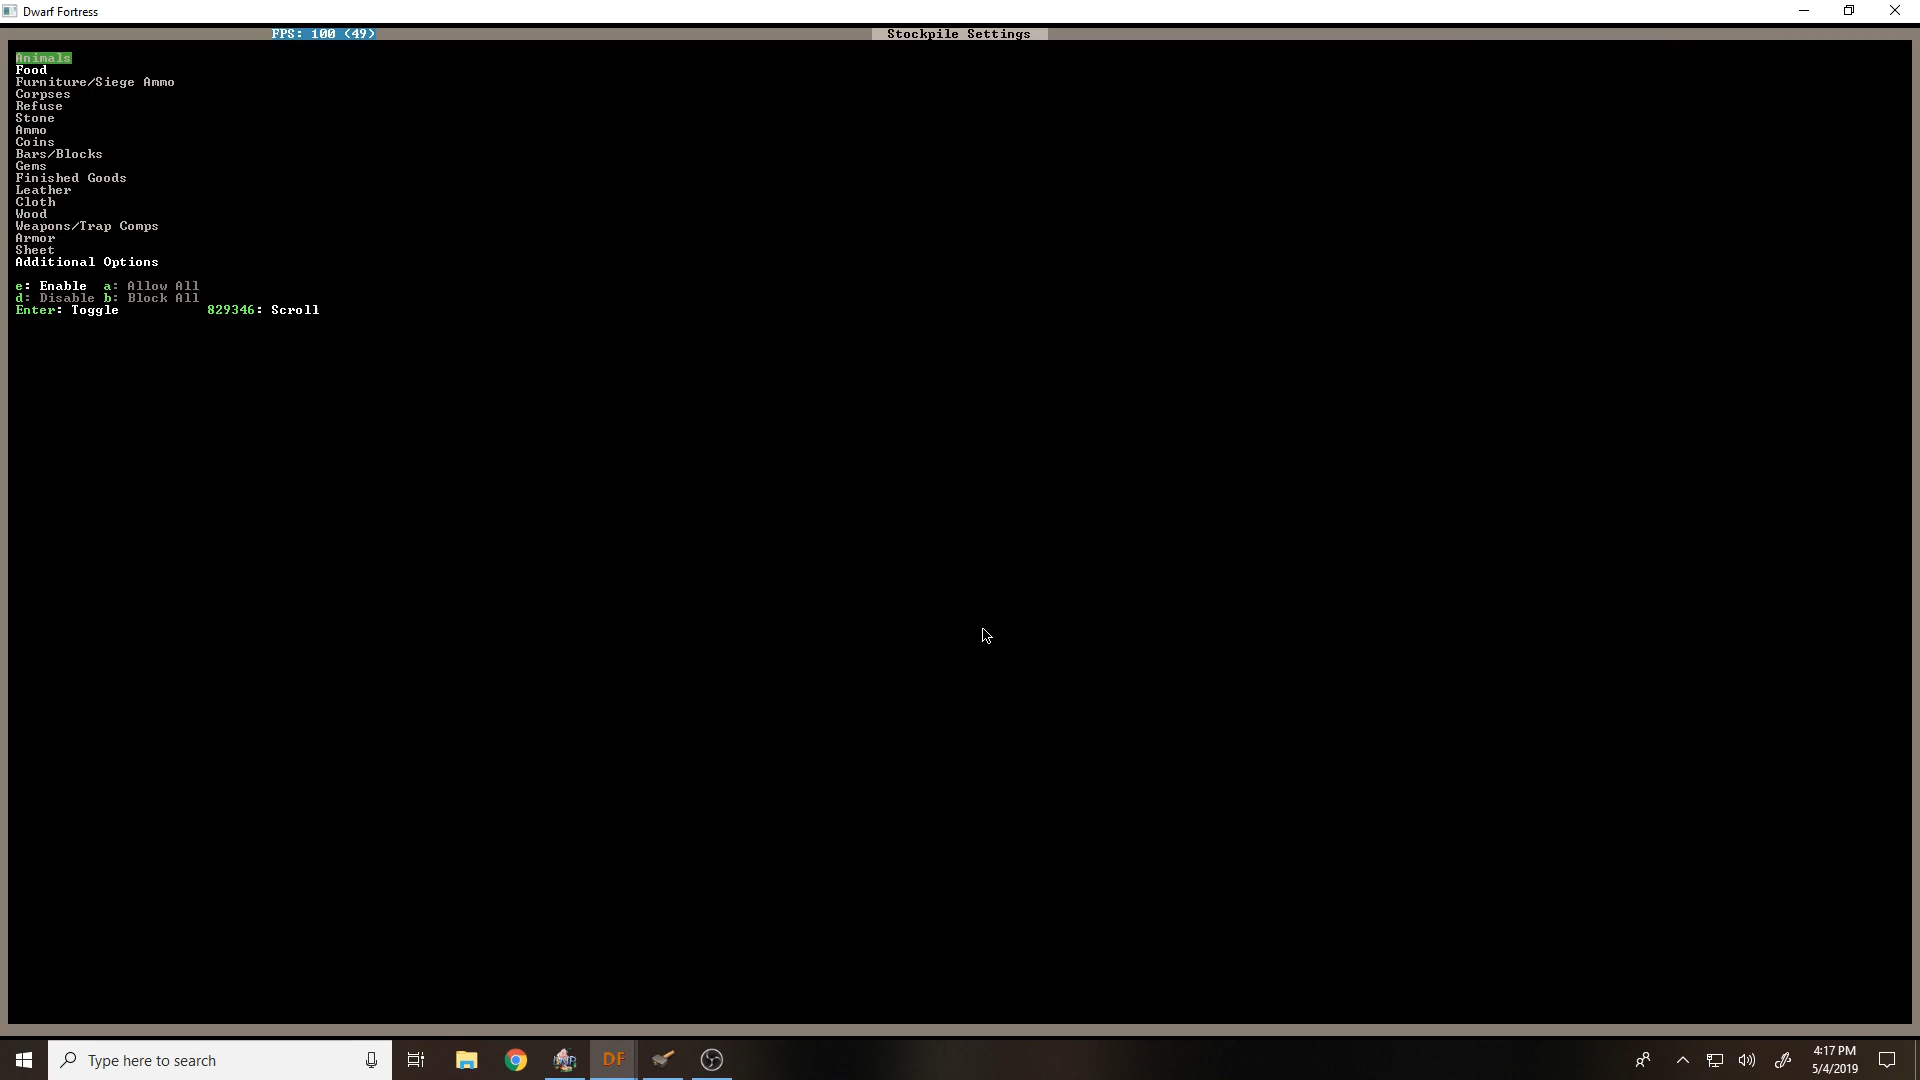 Dwarf Fortress
FPS: 100 (49)
Stockpile Settings
Animals
Food
Furniture/Siege Ammo
Corpses
Refuse
Stone
Ammo
Coins
Bars/Blocks
Gems
Finished Goods
Leather
Cloth
Wood
Weapons/Trap Comps
Armor
Sheet
Additional Options
e: Enable a: Allow All
d: Disable b: Block All
Enter: Toggle 829346: Scroll
Type here to search
DF
4:17 PM
5/4/2019